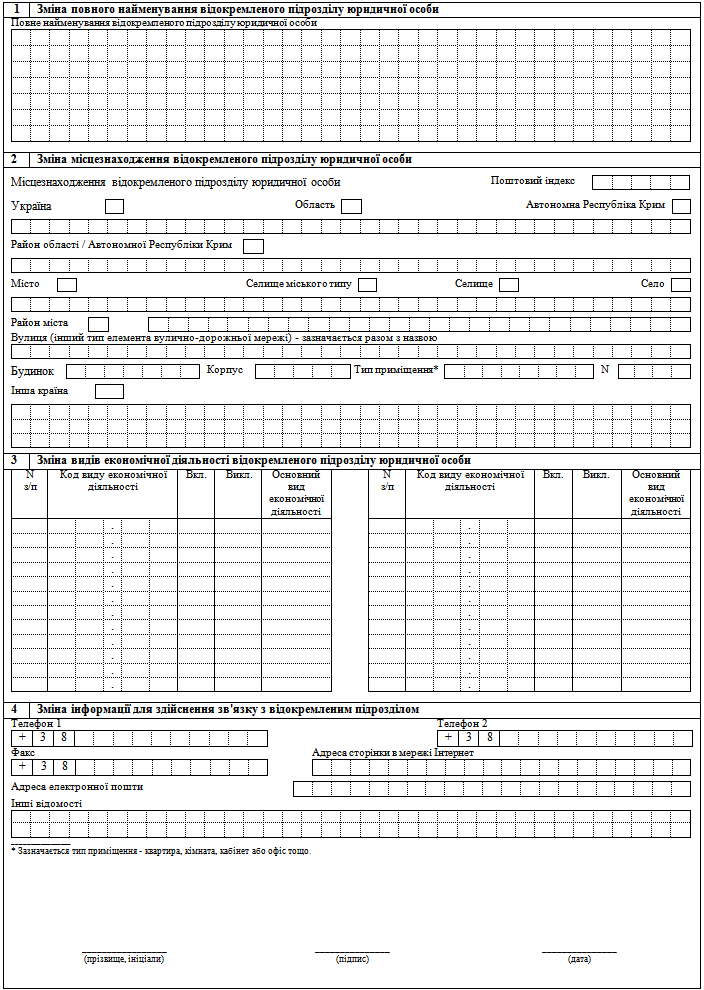 1 Зміна повного найменування відокремленого підрозділу юридичної особи
Повне найменування відокремленого підрозділу юридичної особи
2 Зміна місцезнаходження відокремленого підрозділу юридичної особи
Місцезнаходження відокремленого підрозділу юридичної особи Поштовий індекс
Україна Область Автономна Республіка Крим
Район області / Автономної Республіки Крим
Місто Селище міського типу Селище Село
Район міста
Вулиця (інший тип елемента вулично-дорожньої мережі) - зазначається разом з назвою
Будинок Корпус Тип приміщення* N
Інша країна
3 Зміна видів економічної діяльності відокремленого підрозділу юридичної особи
N Код виду економічної Вкл. Викл. Основний N Код виду економічної Вкл. Викл. Основний
з/п діяльності вид з/п діяльності вид
економічної економічної
діяльності діяльності
. .
. .
. .
. .
. .
. .
. .
. .
. .
. .
. .
. .
4 Зміна інформації для здійснення зв'язку з відокремленим підрозділом
Телефон 1 Телефон 2
+ 3 8 + 3 8
Факс Адреса сторінки в мережі Інтернет
+ 3 8
Адреса електронної пошти
Інші відомості
* Зазначається тип приміщення - квартира, кімната, кабінет або офіс тощо.
(прізвище, ініціали) (підпис) (дата)